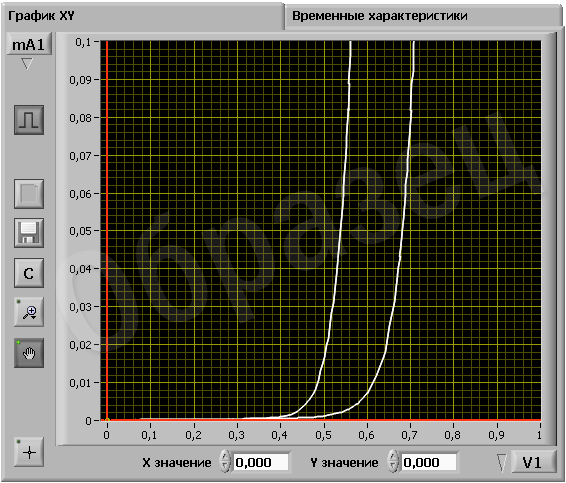 График XY
Временные характеристики
mA1
0,1
0,09
0,08
0,07
0,06
0,05
0,04
0,03
0,02
0,01
0
0 0,1 0,2 0,3 0,4 0,5 0,6 0,7 0,8 0,9 1
C
Образец
X значение 0,000 Y значение 0,000 V1